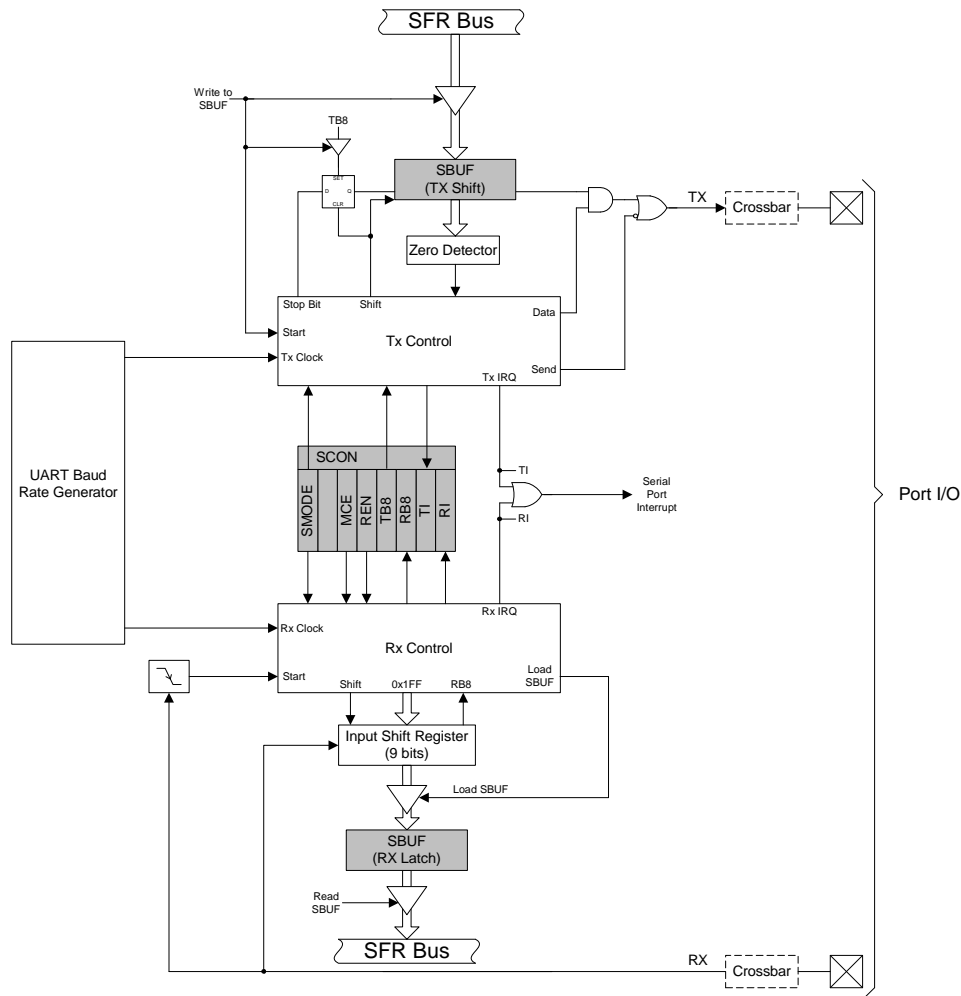 SFR Bus
Write to
SBUF
TB8
SET
D
Q
CLR
SBUF
(TX Shift)
TX
Crossbar
Zero Detector
Stop Bit
Shift
Data
Start
Tx Control
Tx Clock
Send
Tx IRQ
UART Baud
Rate Generator
SCON
SMODE
MCE
REN
TB8
RB8
TI
RI
TI
RI
Serial
Port
Interrupt
Port I/O
Rx IRQ
Rx Clock
Rx Control
Start
Load
SBUF
Shift
0x1FF
RB8
Input Shift Register
(9 bits)
Load SBUF
SBUF
(RX Latch)
Read
SBUF
SFR Bus
RX
Crossbar